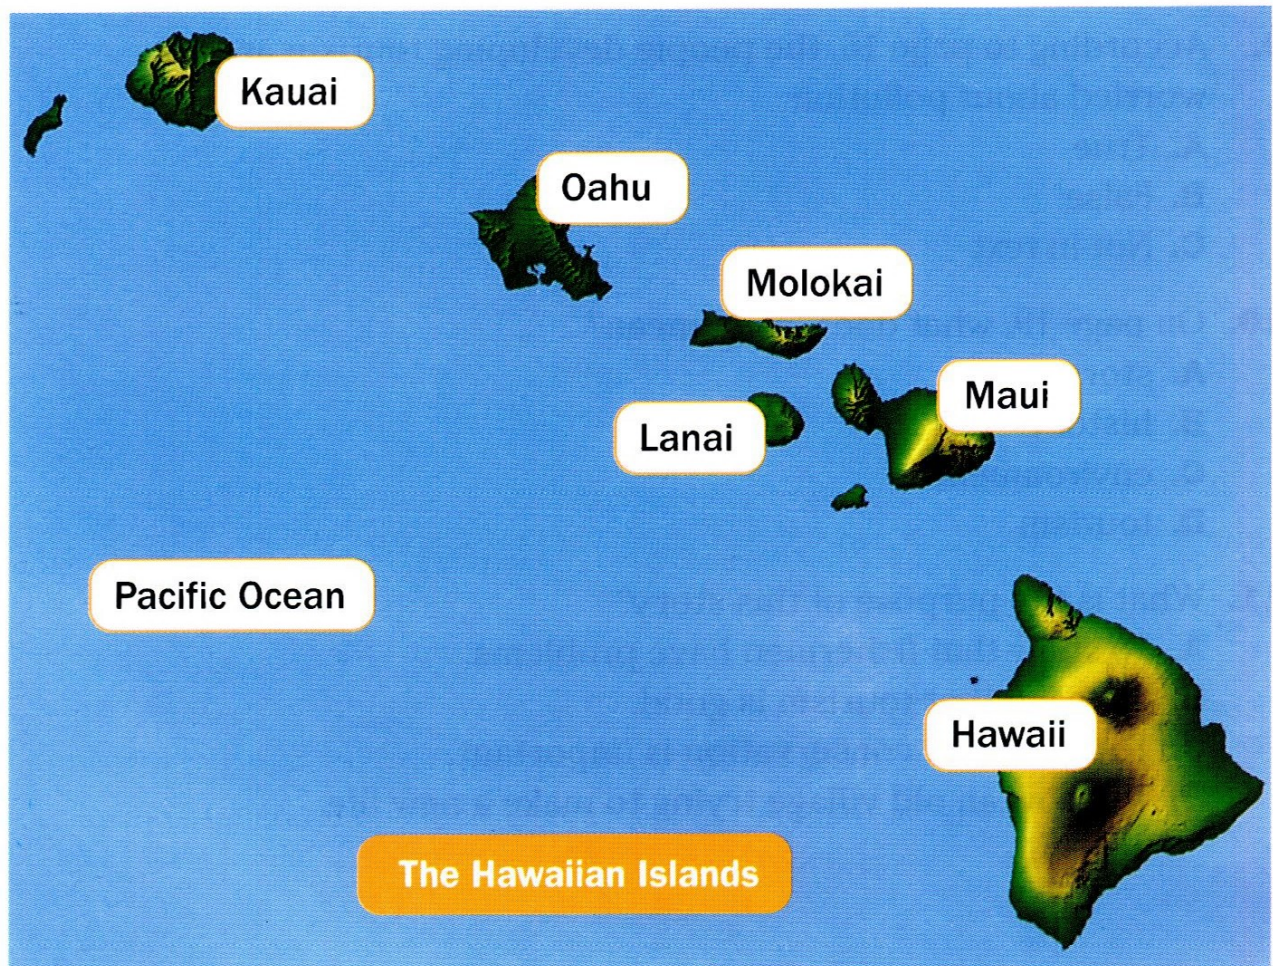 Kauai
Oahu
Molokai
Maui
Lanai
Pacific Ocean
Hawaii
The Hawaiian Islands